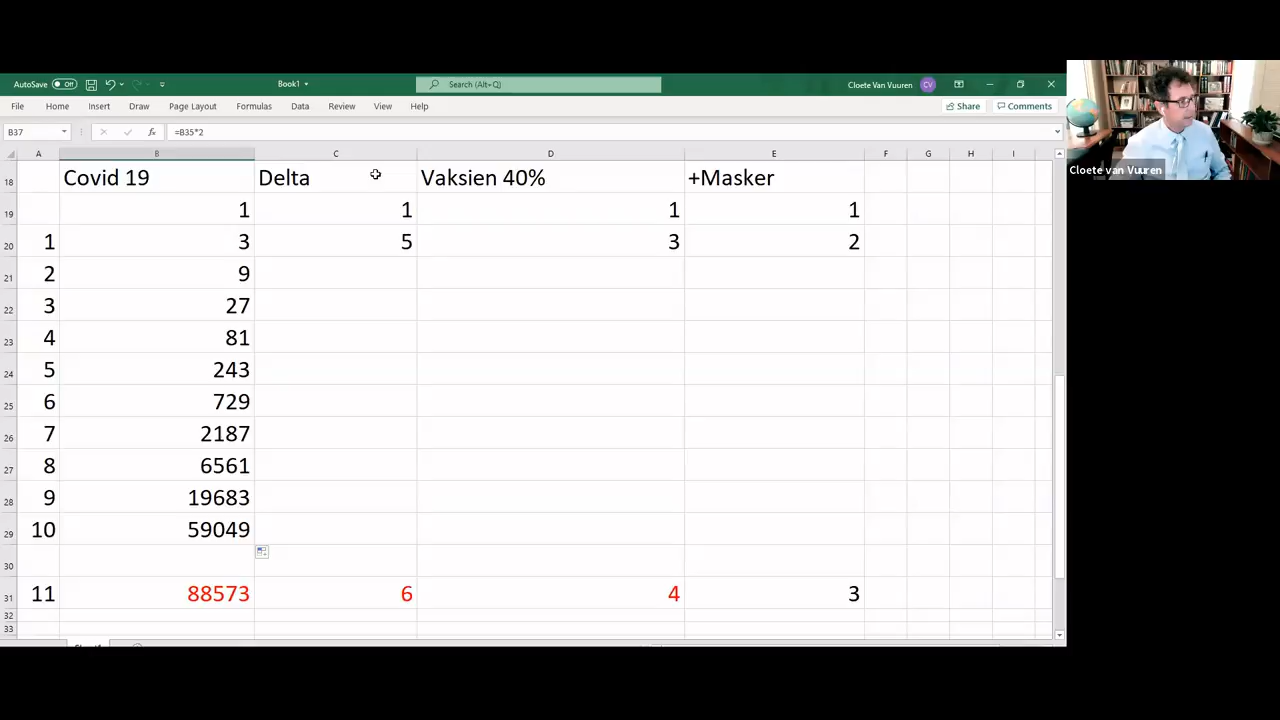 AutoSave Off Book1 Search (Alt+Q) Cloete Van Vuuren CV
File Home Insert Draw Page Layout Formulas Data Review View Help Share Comments
B37 fx =B35*2
A B C D E F G H I
18 Covid 19 Delta Vaksien 40% +Masker
19 1 1 1 1
20 1 3 5 3 2
21 2 9
22 3 27
23 4 81
24 5 243
25 6 729
26 7 2187
27 8 6561
28 9 19683
29 10 59049
30
31 11 88573 6 4 3
32
33
Cloete van Vuuren